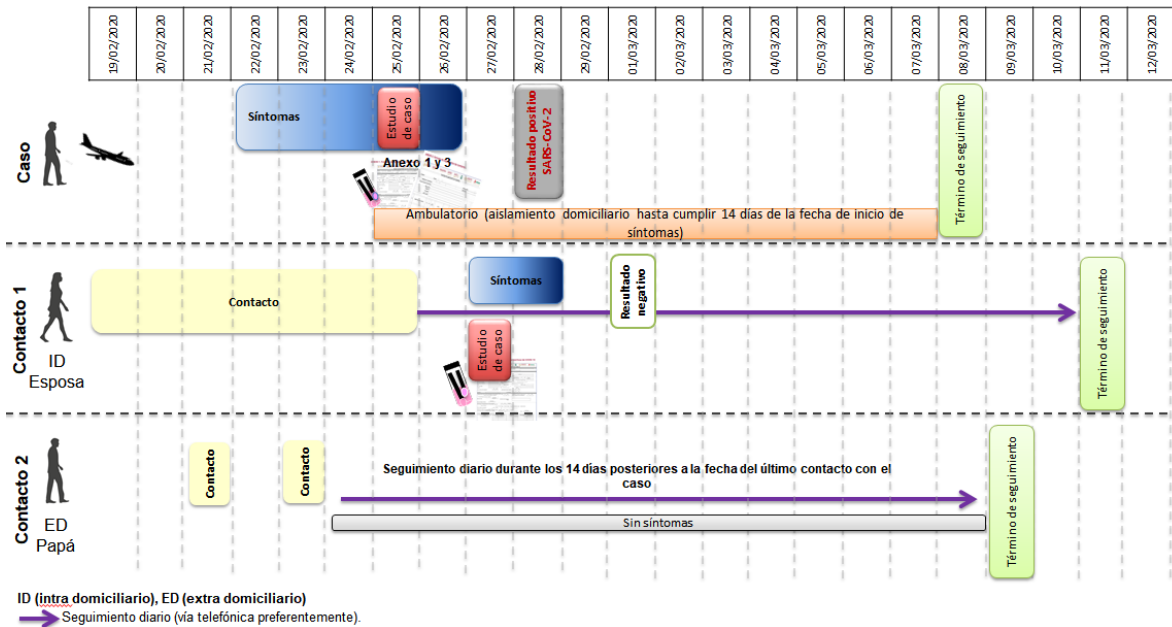 19/02/2020
20/02/2020
21/02/2020
22/02/2020
23/02/2020
24/02/2020
25/02/2020
26/02/2020
27/02/2020
28/02/2020
29/02/2020
01/03/2020
02/03/2020
03/03/2020
04/03/2020
05/03/2020
06/03/2020
07/03/2020
08/03/2020
09/03/2020
10/03/2020
11/03/2020
12/03/2020
Caso
Síntomas
Estudio
de caso
Anexo 1 y 3
Resultado positivo
SARS-CoV-2
Ambulatorio (aislamiento domiciliario hasta cumplir 14 días de la fecha de inicio de
síntomas)
Término de seguimiento
Contacto 1
ID
Esposa
Contacto
Síntomas
Estudio
de caso
Resultado
negativo
Término de seguimiento
Contacto 2
ED
Papá
Contacto
Contacto
Seguimiento diario durante los 14 días posteriores a la fecha del último contacto con el
caso
Sin síntomas
Término de seguimiento
ID (intra domiciliario), ED (extra domiciliario)
Seguimiento diario (vía telefónica preferentemente).